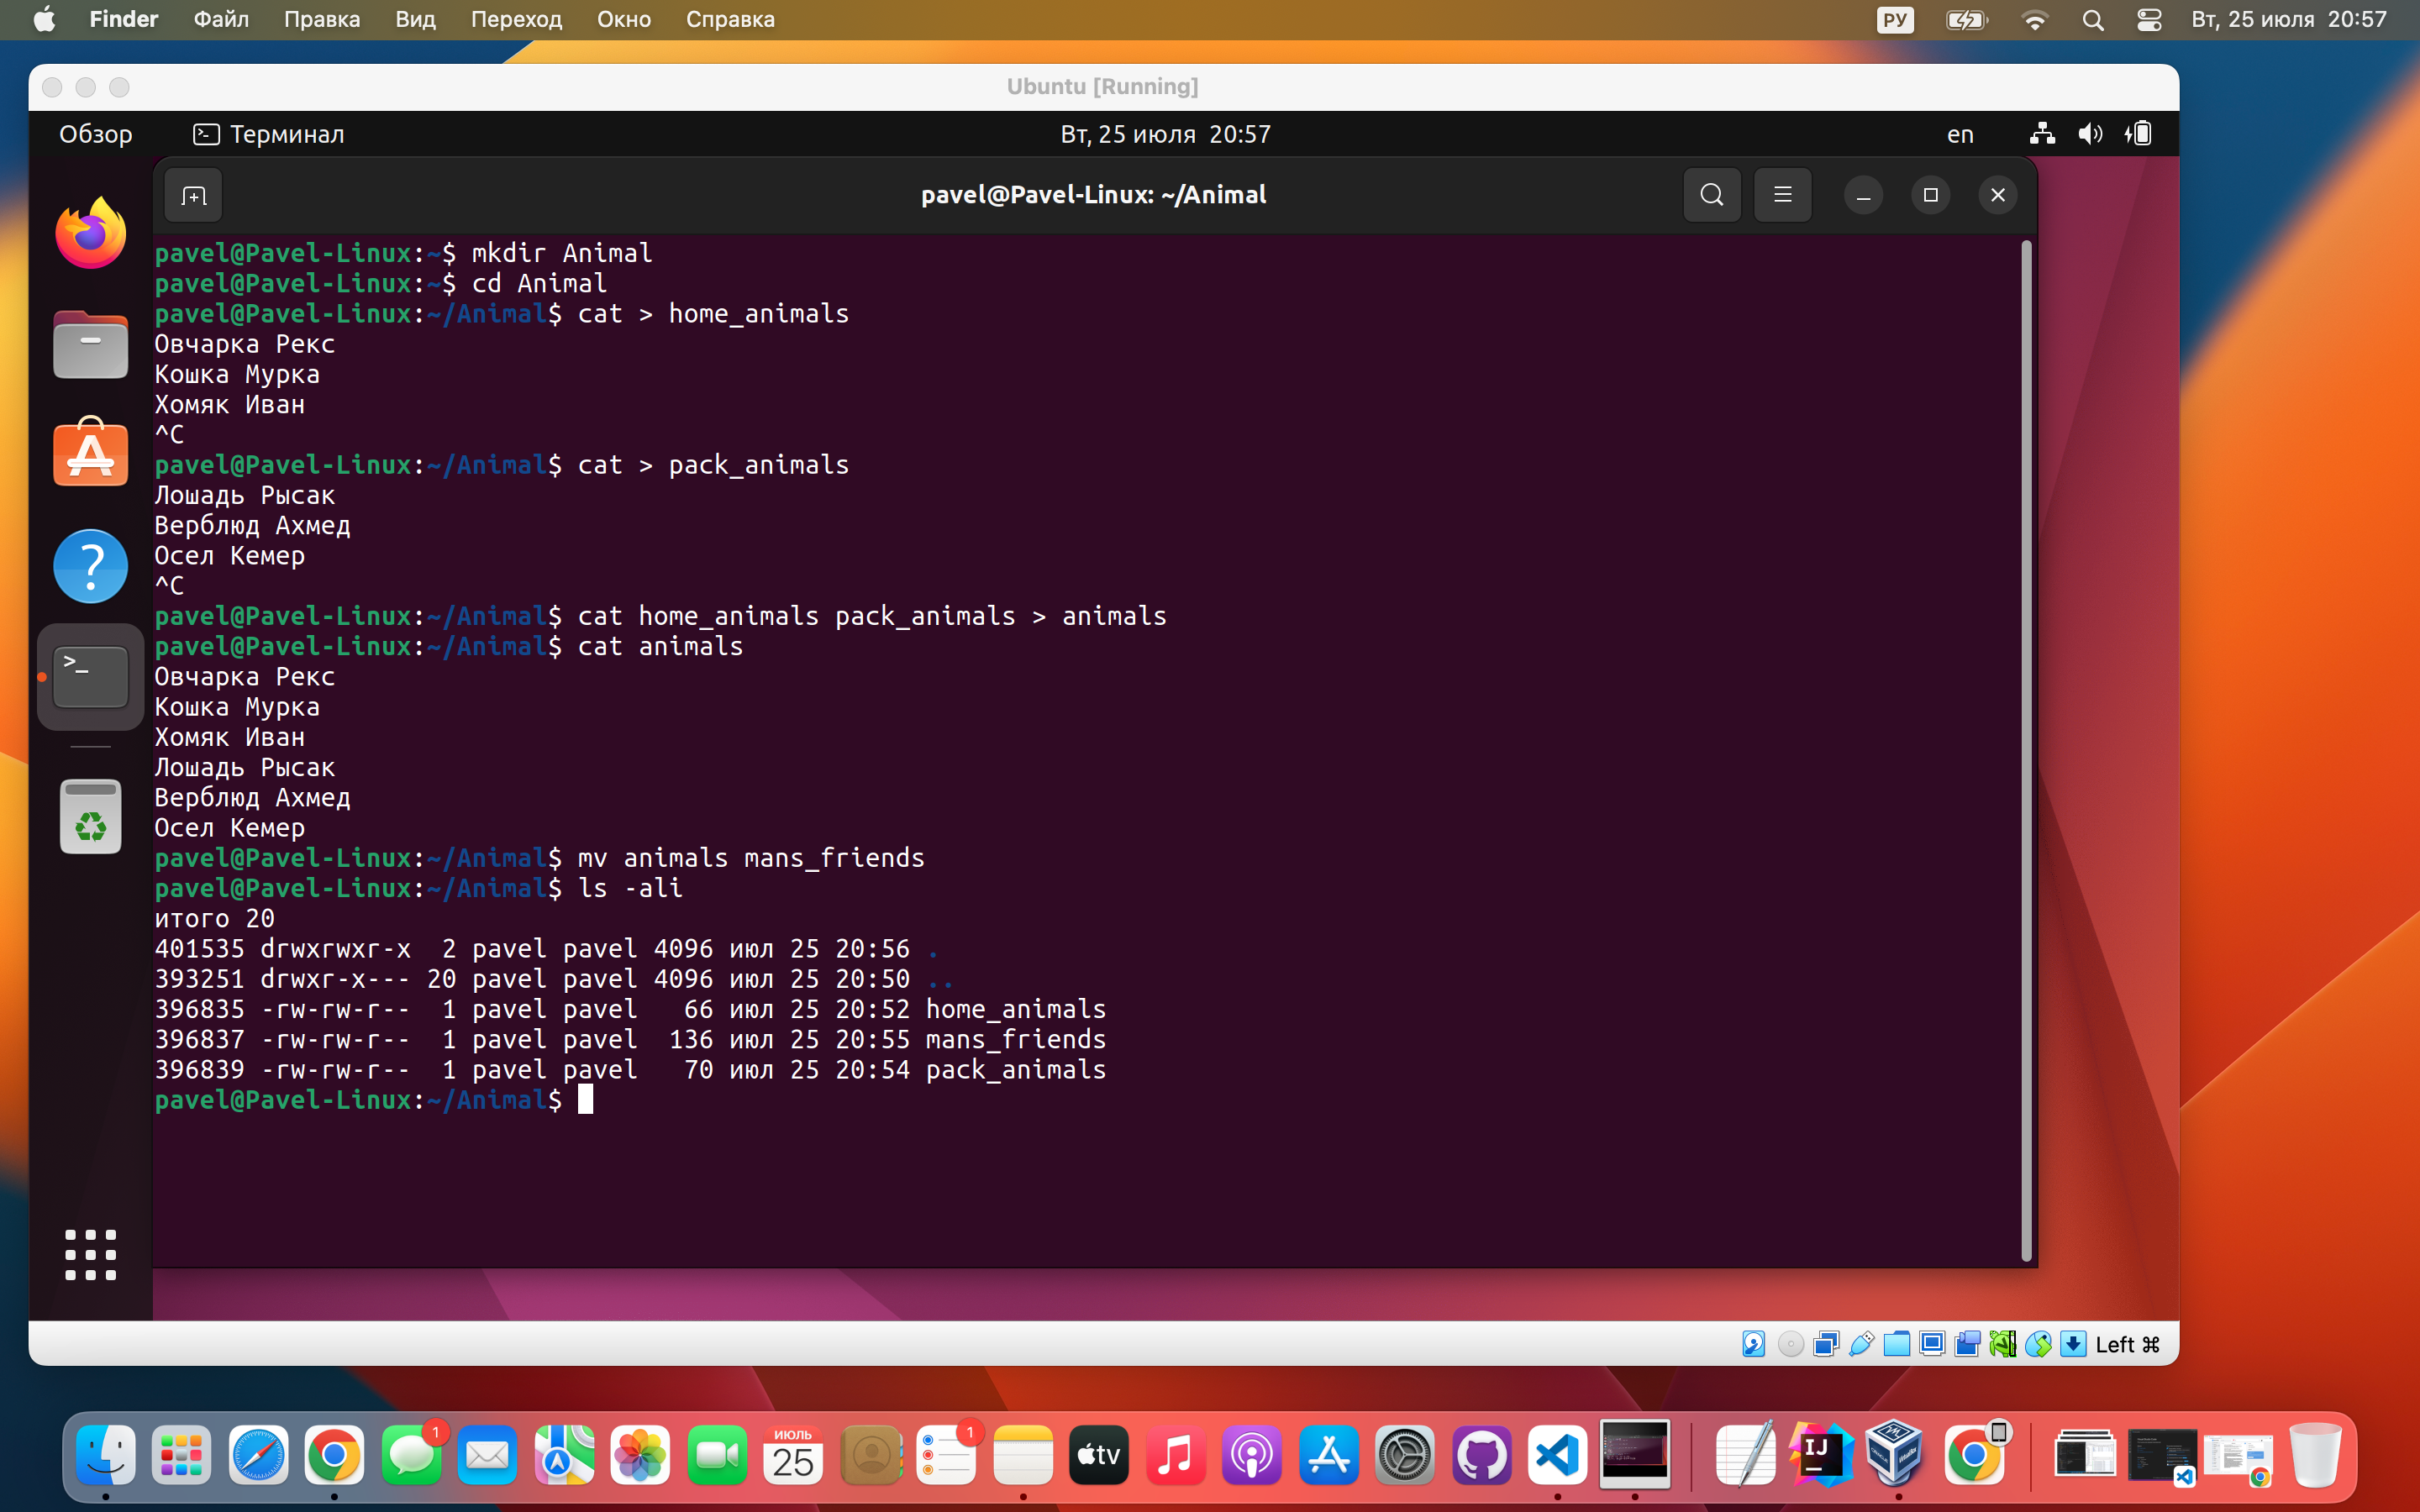 Finder Файл Правка Вид Переход Окно Справка РУ Вт, 25 июля 20:57
Ubuntu [Running]
Обзор Терминал Вт, 25 июля 20:57 en
pavel@Pavel-Linux: ~/Animal
pavel@Pavel-Linux:~$ mkdir Animal
pavel@Pavel-Linux:~$ cd Animal
pavel@Pavel-Linux:~/Animal$ cat > home_animals
Овчарка Рекс
Кошка Мурка
Хомяк Иван
^C
pavel@Pavel-Linux:~/Animal$ cat > pack_animals
Лошадь Рысак
Верблюд Ахмед
Осел Кемер
^C
pavel@Pavel-Linux:~/Animal$ cat home_animals pack_animals > animals
pavel@Pavel-Linux:~/Animal$ cat animals
Овчарка Рекс
Кошка Мурка
Хомяк Иван
Лошадь Рысак
Верблюд Ахмед
Осел Кемер
pavel@Pavel-Linux:~/Animal$ mv animals mans_friends
pavel@Pavel-Linux:~/Animal$ ls -ali
итого 20
401535 drwxrwxr-x  2 pavel pavel 4096 июл 25 20:56 .
393251 drwxr-x--- 20 pavel pavel 4096 июл 25 20:50 ..
396835 -rw-rw-r--  1 pavel pavel   66 июл 25 20:52 home_animals
396837 -rw-rw-r--  1 pavel pavel  136 июл 25 20:55 mans_friends
396839 -rw-rw-r--  1 pavel pavel   70 июл 25 20:54 pack_animals
pavel@Pavel-Linux:~/Animal$
Left ⌘
1 ИЮЛЬ 25 1 tv IJ